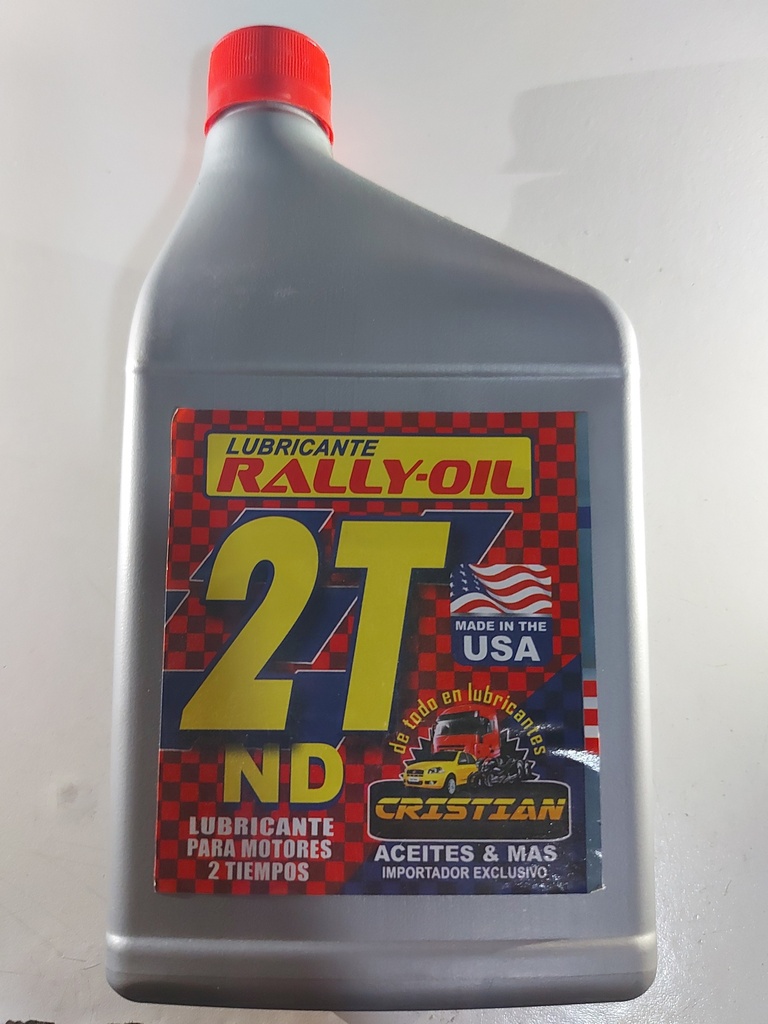 LUBRICANTE
RALLY-OIL
2T
ND
LUBRICANTE
PARA MOTORES
2 TIEMPOS
MADE IN THE
USA
de todo en lubricantes
CRISTIAN
ACEITES & MAS
IMPORTADOR EXCLUSIVO